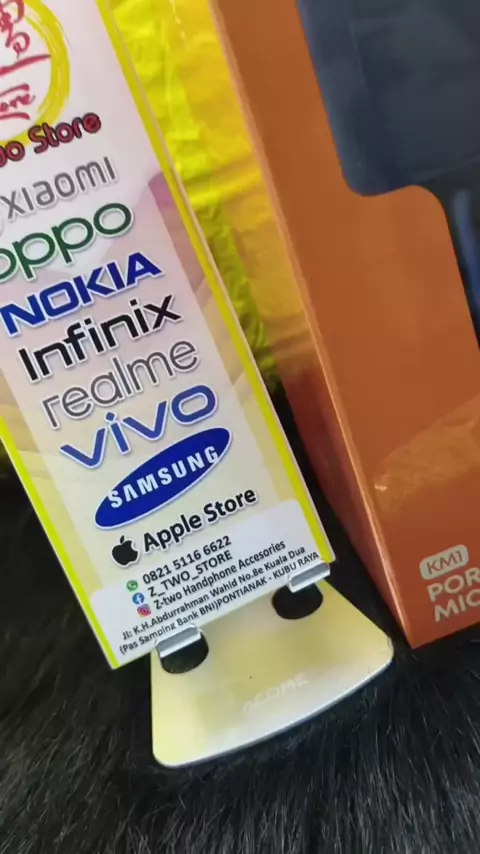 Store
xiaomi
oppo
NOKIA
Infinix
realme
vivo
SAMSUNG
Apple Store
0821 5116 6622
Z_TWO_STORE
Z-two Handphone Accesories
Jl: K.H.Abdurrahman Wahid No.8e Kuala Dua
(Pas Samping Bank BNI)PONTIANAK - KUBU RAYA
ACOME
KM1
POR
MIC